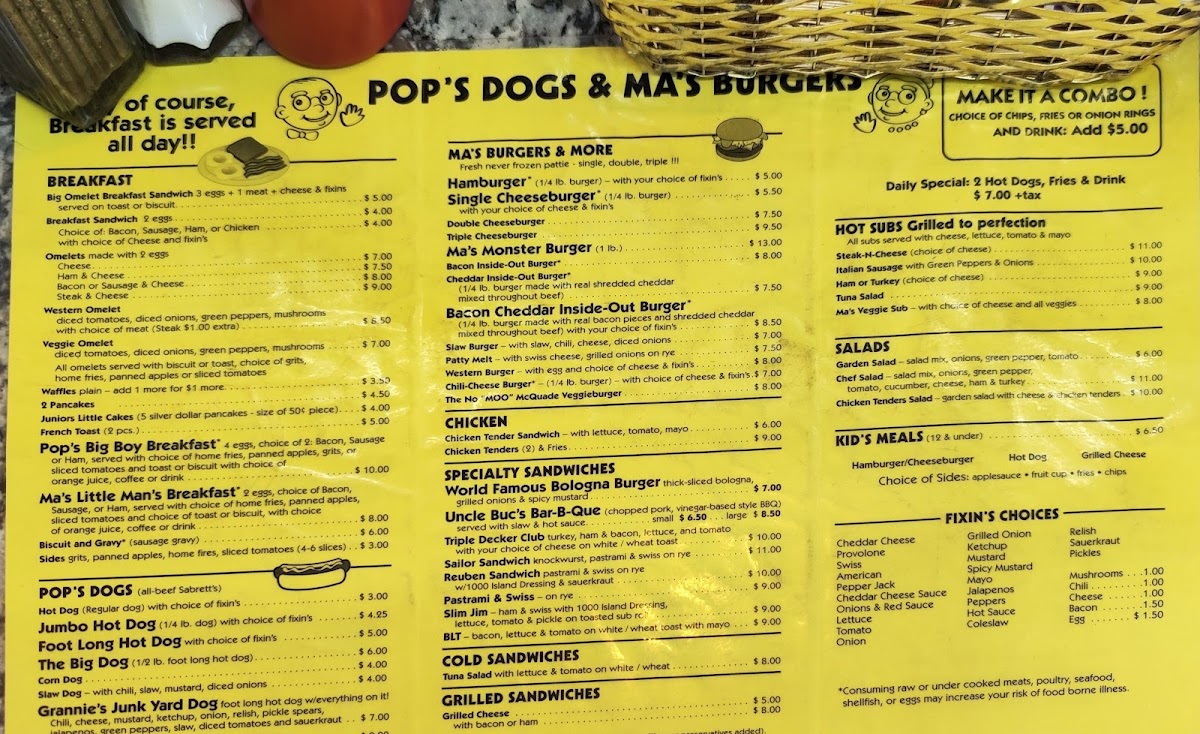 POP'S DOGS & MA'S BURGERS
of course,
Breakfast is served
all day!!
BREAKFAST
Big Omelet Breakfast Sandwich 3 eggs + 1 meat + cheese & fixins
served on toast or biscuit $ 5.00
Breakfast Sandwich 2 eggs $ 4.00
Choice of: Bacon, Sausage, Ham, or Chicken $ 4.00
with choice of Cheese and fixin's
Omelets made with 2 eggs
Cheese $ 7.00
Ham & Cheese $ 7.50
Bacon or Sausage & Cheese $ 8.00
Steak & Cheese $ 9.00
Western Omelet
diced tomatoes, diced onions, green peppers, mushrooms
with choice of meat (Steak $1.00 extra) $ 8.50
Veggie Omelet
diced tomatoes, diced onions, green peppers, mushrooms $ 7.00
All omelets served with biscuit or toast, choice of grits,
home fries, panned apples or sliced tomatoes
Waffles plain – add 1 more for $1 more $ 3.50
2 Pancakes $ 4.50
Juniors Little Cakes (5 silver dollar pancakes - size of 50¢ piece) $ 4.00
French Toast (2 pcs.) $ 5.00
Pop's Big Boy Breakfast* 4 eggs, choice of 2: Bacon, Sausage
or Ham, served with choice of home fries, panned apples, grits, or
sliced tomatoes and toast or biscuit with choice of
orange juice, coffee or drink $ 10.00
Ma's Little Man's Breakfast* 2 eggs, choice of Bacon,
Sausage, or Ham, served with choice of home fries, panned apples,
sliced tomatoes and choice of toast or biscuit, with choice
of orange juice, coffee or drink $ 8.00
Biscuit and Gravy* (sausage gravy) $ 6.00
Sides grits, panned apples, home fires, sliced tomatoes (4-6 slices) $ 3.00
POP'S DOGS (all-beef Sabrett's)
Hot Dog (Regular dog) with choice of fixin's $ 3.00
Jumbo Hot Dog (1/4 lb. dog) with choice of fixin's $ 4.25
Foot Long Hot Dog with choice of fixin's $ 5.00
The Big Dog (1/2 lb. foot long hot dog) $ 6.00
Corn Dog $ 4.00
Slaw Dog – with chili, slaw, mustard, diced onions $ 4.00
Grannie's Junk Yard Dog foot long hot dog w/everything on it!
Chili, cheese, mustard, ketchup, onion, relish, pickle spears,
jalapenos, green peppers, slaw, diced tomatoes and sauerkraut $ 7.00
MA'S BURGERS & MORE
Fresh never frozen pattie - single, double, triple !!!
Hamburger* (1/4 lb. burger) – with your choice of fixin's $ 5.00
Single Cheeseburger* (1/4 lb. burger) $ 5.50
with your choice of cheese & fixin's
Double Cheeseburger $ 7.50
Triple Cheeseburger $ 9.50
Ma's Monster Burger (1 lb.) $ 13.00
Bacon Inside-Out Burger* $ 8.00
Cheddar Inside-Out Burger*
(1/4 lb. burger made with real shredded cheddar
mixed throughout beef) $ 7.50
Bacon Cheddar Inside-Out Burger*
(1/4 lb. burger made with real bacon pieces and shredded cheddar
mixed throughout beef) with your choice of fixin's $ 8.50
Slaw Burger – with slaw, chili, cheese, diced onions $ 7.00
Patty Melt – with swiss cheese, grilled onions on rye $ 7.50
Western Burger – with egg and choice of cheese & fixin's $ 8.00
Chili-Cheese Burger* – (1/4 lb. burger) – with choice of cheese & fixin's $ 7.00
The No "MOO" McQuade Veggieburger $ 8.00
CHICKEN
Chicken Tender Sandwich – with lettuce, tomato, mayo $ 6.00
Chicken Tenders (2) & Fries $ 9.00
SPECIALTY SANDWICHES
World Famous Bologna Burger thick-sliced bologna,
grilled onions & spicy mustard $ 7.00
Uncle Buc's Bar-B-Que (chopped pork, vinegar-based style BBQ)
served with slaw & hot sauce small $ 6.50 large $ 8.50
Triple Decker Club turkey, ham & bacon, lettuce, and tomato
with your choice of cheese on white / wheat toast $ 10.00
Sailor Sandwich knockwurst, pastrami & swiss on rye $ 11.00
Reuben Sandwich pastrami & swiss on rye
w/1000 Island Dressing & sauerkraut $ 10.00
Pastrami & Swiss – on rye $ 9.00
Slim Jim – ham & swiss with 1000 Island Dressing,
lettuce, tomato & pickle on toasted sub roll $ 9.00
BLT – bacon, lettuce & tomato on white / wheat toast with mayo $ 9.00
COLD SANDWICHES
Tuna Salad with lettuce & tomato on white / wheat $ 8.00
GRILLED SANDWICHES
Grilled Cheese $ 5.00
with bacon or ham $ 8.00
MAKE IT A COMBO !
CHOICE OF CHIPS, FRIES OR ONION RINGS
AND DRINK: Add $5.00
Daily Special: 2 Hot Dogs, Fries & Drink
$ 7.00 +tax
HOT SUBS Grilled to perfection
All subs served with cheese, lettuce, tomato & mayo
Steak-N-Cheese (choice of cheese) $ 11.00
Italian Sausage with Green Peppers & Onions $ 10.00
Ham or Turkey (choice of cheese) $ 9.00
Tuna Salad $ 9.00
Ma's Veggie Sub – with choice of cheese and all veggies $ 8.00
SALADS
Garden Salad – salad mix, onions, green pepper, tomato $ 6.00
Chef Salad – salad mix, onions, green pepper,
tomato, cucumber, cheese, ham & turkey $ 11.00
Chicken Tenders Salad – garden salad with cheese & chicken tenders $ 10.00
KID'S MEALS (12 & under) $ 6.50
Hamburger/Cheeseburger Hot Dog Grilled Cheese
Choice of Sides: applesauce • fruit cup • fries • chips
FIXIN'S CHOICES
Cheddar Cheese
Provolone
Swiss
American
Pepper Jack
Cheddar Cheese Sauce
Onions & Red Sauce
Lettuce
Tomato
Onion
Grilled Onion
Ketchup
Mustard
Spicy Mustard
Mayo
Jalapenos
Peppers
Hot Sauce
Coleslaw
Relish
Sauerkraut
Pickles
Mushrooms 1.00
Chili 1.00
Cheese 1.00
Bacon .50
Egg $ 1.50
*Consuming raw or under cooked meats, poultry, seafood,
shellfish, or eggs may increase your risk of food borne illness.